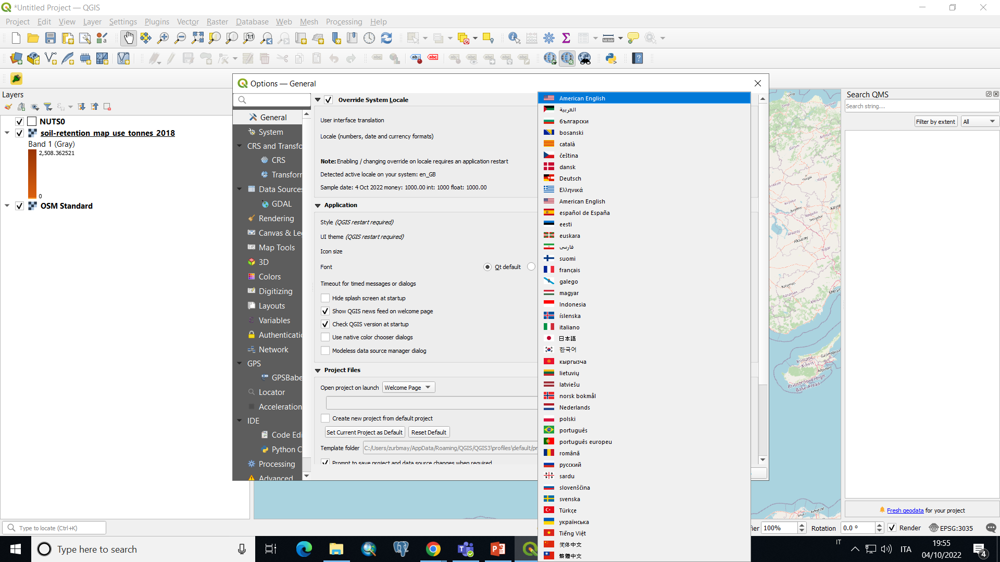 *Untitled Project — QGIS
Project Edit View Layer Settings Plugins Vector Raster Database Web Mesh Processing Help
Layers
NUTS0
soil-retention map use tonnes 2018
Band 1 (Gray)
2,508.362521
0
OSM Standard
Options — General
General
System
CRS and Transfo
CRS
Transforn
Data Sources
GDAL
Rendering
Canvas & Leg
Map Tools
3D
Colors
Digitizing
Layouts
Variables
Authenticatio
Network
GPS
GPSBabe
Locator
Acceleration
IDE
Code Edi
Python C
Processing
Advanced
Override System Locale
User interface translation
Locale (numbers, date and currency formats)
Note: Enabling / changing override on locale requires an application restart
Detected active locale on your system: en_GB
Sample date: 4 Oct 2022 money: 1000.00 int: 1000 float: 1000.00
Application
Style (QGIS restart required)
UI theme (QGIS restart required)
Icon size
Font
Qt default
Timeout for timed messages or dialogs
Hide splash screen at startup
Show QGIS news feed on welcome page
Check QGIS version at startup
Use native color chooser dialogs
Modeless data source manager dialog
Project Files
Open project on launch Welcome Page
Create new project from default project
Set Current Project as Default Reset Default
Template folder C:/Users/zurbmay/AppData/Roaming/QGIS/QGIS3\profiles\default/pr
Prompt to save project and data source changes when required
American English
العربية
български
bosanski
català
čeština
dansk
Deutsch
Ελληνικά
American English
español de España
eesti
euskara
فارسی
suomi
français
galego
magyar
Indonesia
íslenska
italiano
日本語
한국어
кыргызча
lietuvių
latviešu
norsk bokmål
Nederlands
polski
português
português europeu
română
русский
sardu
slovenščina
svenska
Türkçe
українська
Tiếng Việt
简体中文
繁體中文
Search QMS
Search string...
Filter by extent All
Fresh geodata for your project
Aksaray
Κύπρος
Kıbrıs
British Sovereign
Base Areas
Type to locate (Ctrl+K)
fier 100% Rotation 0.0 ° Render EPSG:3035
Type here to search
IT
ITA
19:55
04/10/2022
4